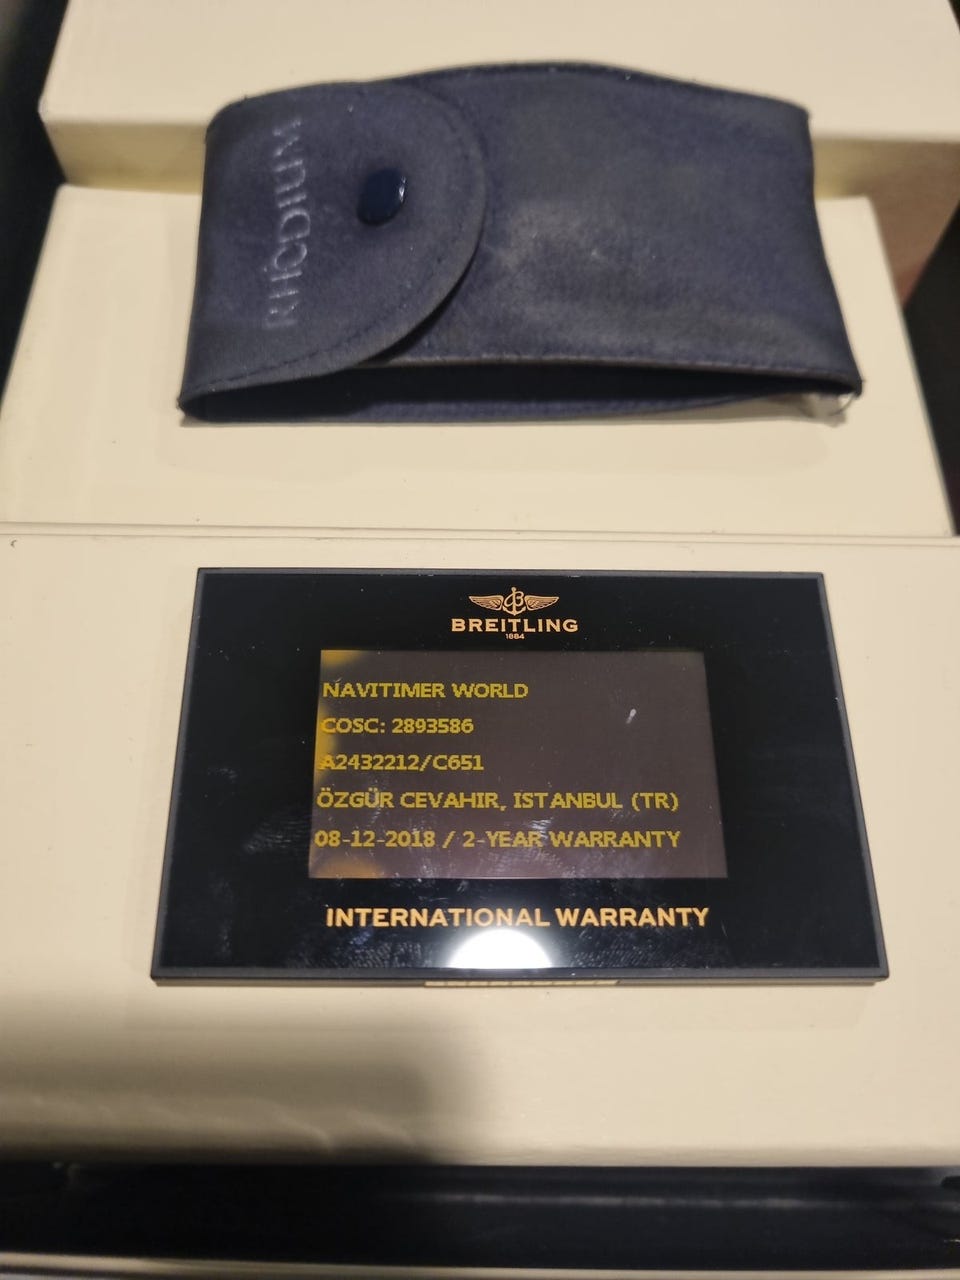 RHODIUM
BREITLING
1884
NAVITIMER WORLD
COSC: 2893586
A2432212/C651
ÖZGÜR CEVAHIR, ISTANBUL (TR)
08-12-2018 / 2-YEAR WARRANTY
INTERNATIONAL WARRANTY